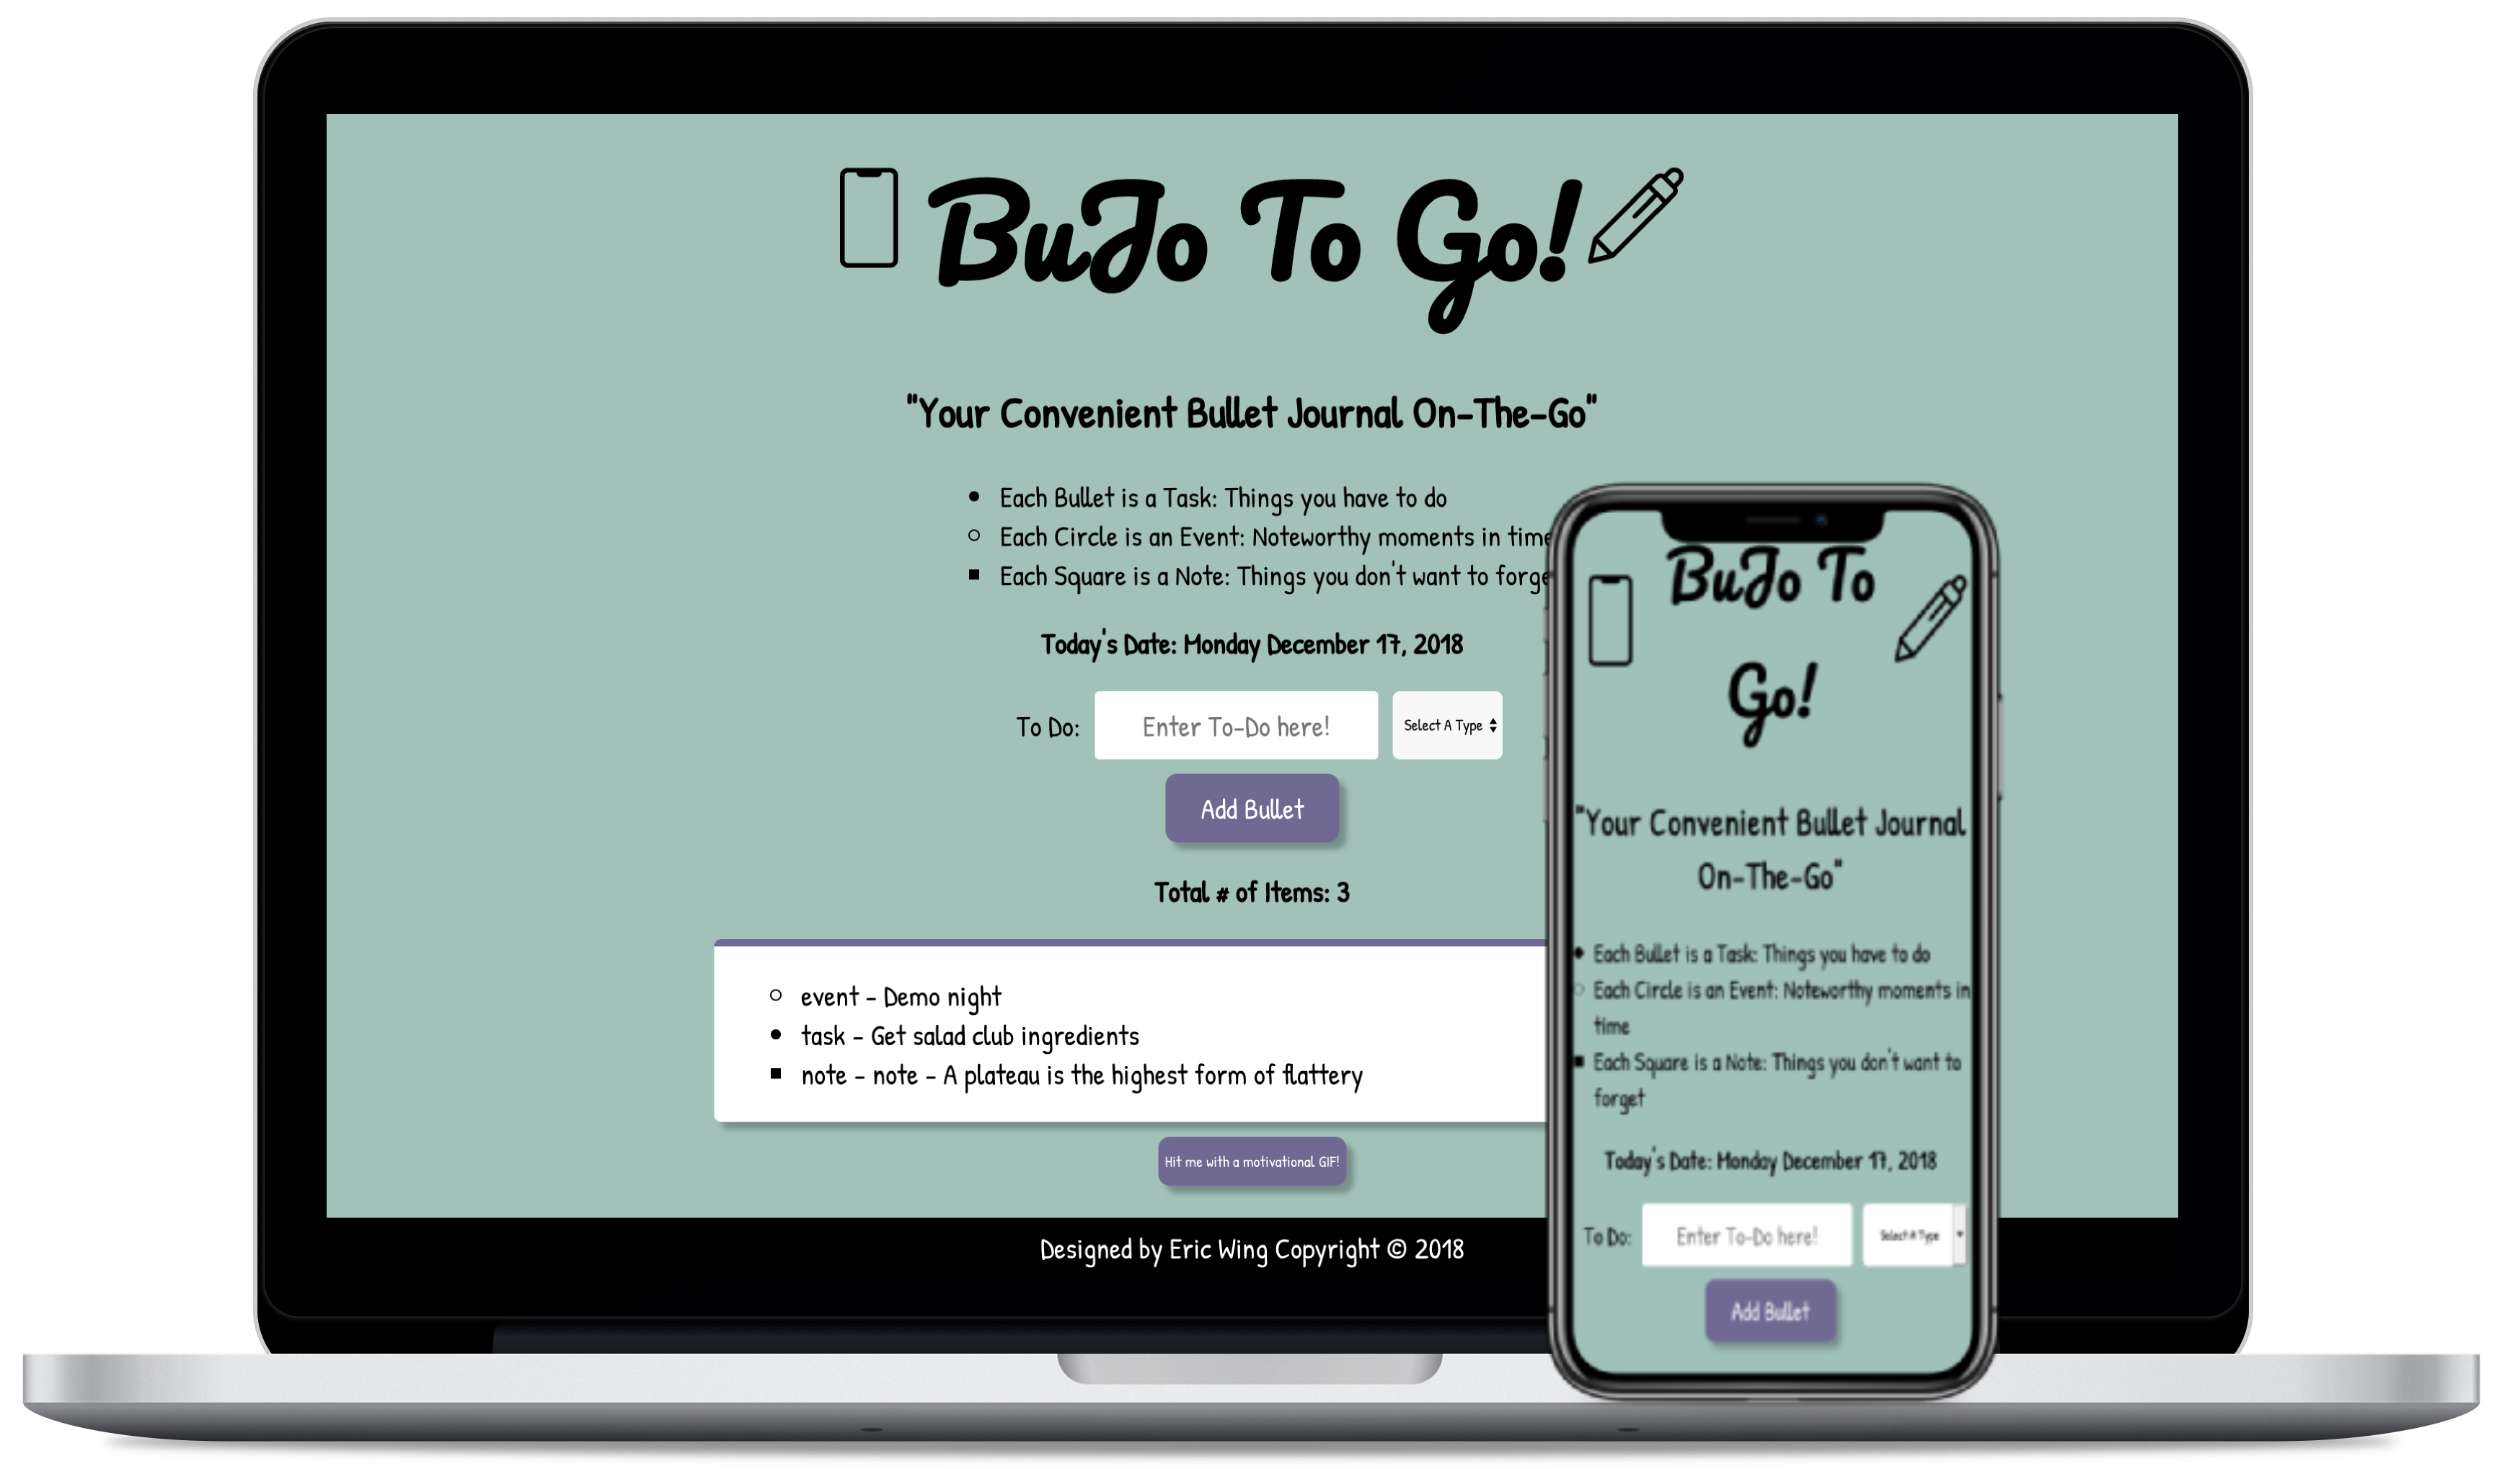 BuJo To Go!
"Your Convenient Bullet Journal On-The-Go"
Each Bullet is a Task: Things you have to do
Each Circle is an Event: Noteworthy moments in time
Each Square is a Note: Things you don't want to forge
Today's Date: Monday December 17, 2018
To Do: Enter To-Do here! Select A Type
Add Bullet
Total # of Items: 3
event - Demo night
task - Get salad club ingredients
note - note - A plateau is the highest form of flattery
Hit me with a motivational GIF!
Designed by Eric Wing Copyright © 2018
BuJo To
Go!
"Your Convenient Bullet Journal
On-The-Go"
Each Bullet is a Task: Things you have to do
Each Circle is an Event: Noteworthy moments in
time
Each Square is a Note: Things you don't want to
forget
Today's Date: Monday December 17, 2018
To Do: Enter To-Do here! Select A Type
Add Bullet